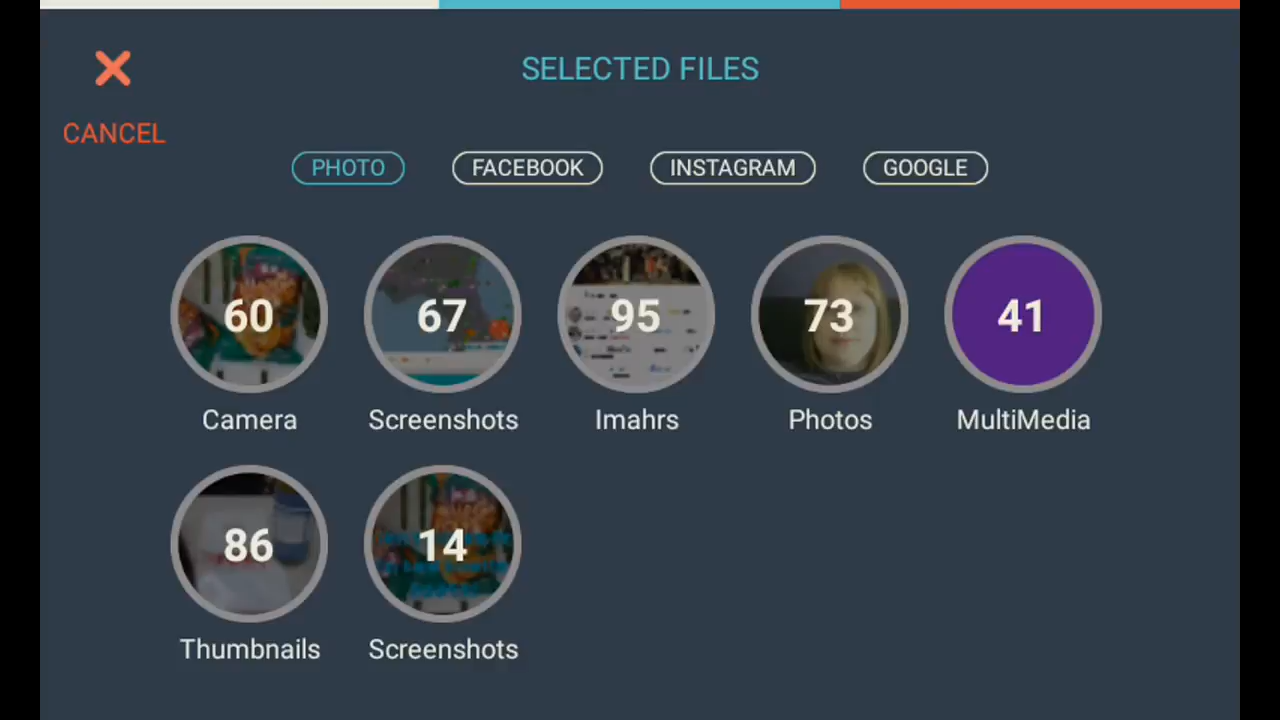 SELECTED FILES
CANCEL
PHOTO FACEBOOK INSTAGRAM GOOGLE
60 67 95 73 41
Camera Screenshots Imahrs Photos MultiMedia
86 14
Thumbnails Screenshots